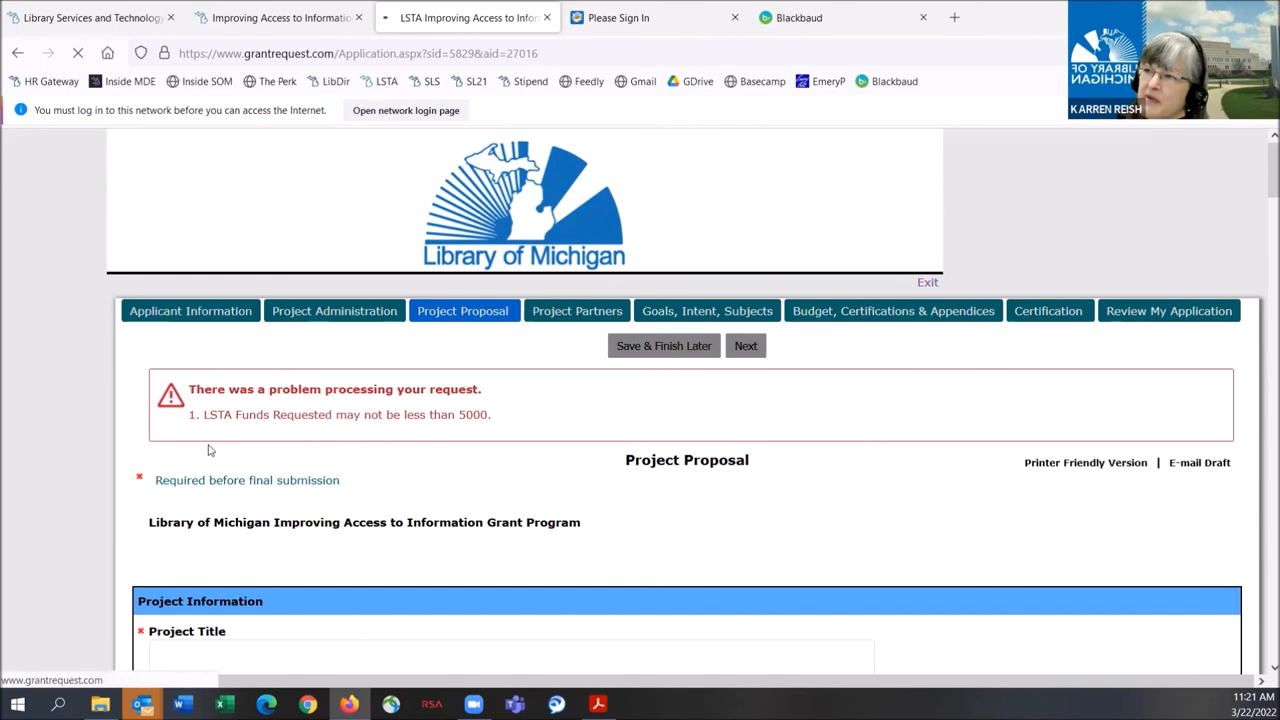 Library Services and Technology
Improving Access to Informatio
LSTA Improving Access to Infor
Please Sign In
Blackbaud
https://www.grantrequest.com/Application.aspx?sid=5829&aid=27016
HR Gateway
Inside MDE
Inside SOM
The Perk
LibDir
LSTA
SL21
Stipends
Feedly
Gmail
GDrive
Basecamp
EmeryP
Blackbaud
You must log in to this network before you can access the Internet.
Open network login page
LIBRARY OF
MICHIGAN
KARREN REISH
Library of Michigan
Exit
Applicant Information
Project Administration
Project Proposal
Project Partners
Goals, Intent, Subjects
Budget, Certifications & Appendices
Certification
Review My Application
Save & Finish Later
Next
There was a problem processing your request.
1. LSTA Funds Requested may not be less than 5000.
Project Proposal
Printer Friendly Version | E-mail Draft
Required before final submission
Library of Michigan Improving Access to Information Grant Program
Project Information
Project Title
www.grantrequest.com
RSA
11:21 AM
3/22/2022